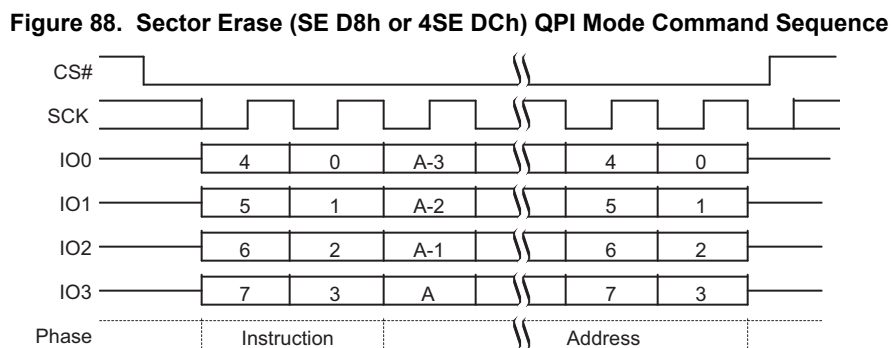 Figure 88.  Sector Erase (SE D8h or 4SE DCh) QPI Mode Command Sequence
CS#
SCK
IO0 4 0 A-3 4 0
IO1 5 1 A-2 5 1
IO2 6 2 A-1 6 2
IO3 7 3 A 7 3
Phase Instruction Address